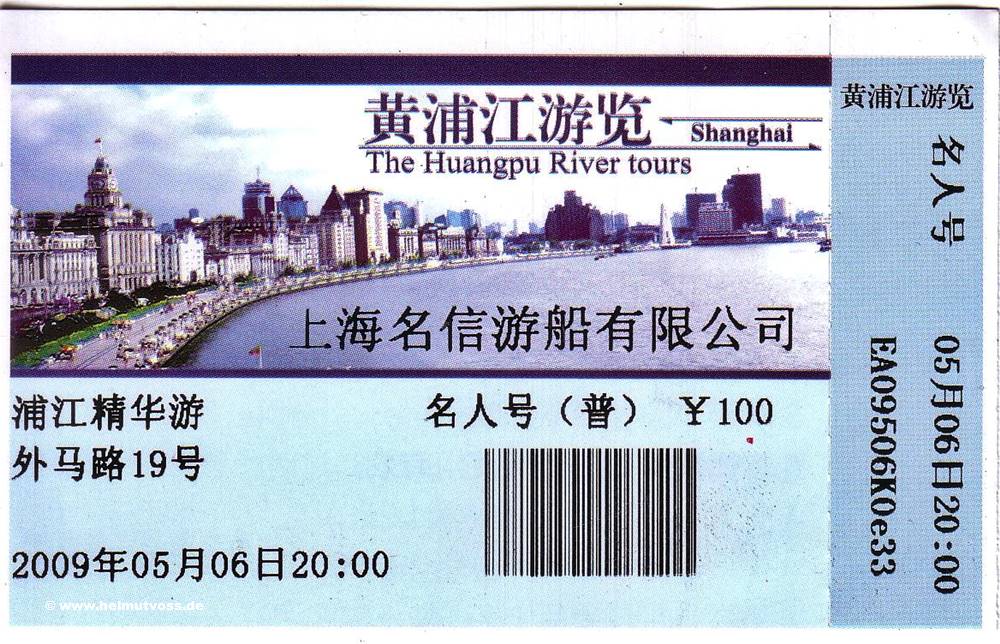 黄浦江游览
Shanghai
The Huangpu River tours
上海名信游船有限公司
浦江精华游
名人号（普） ￥100
外马路19号
2009年05月06日20:00
© www.helmutvoss.de
黄浦江游览
名人号
05月06日20:00
EA09506K0e33